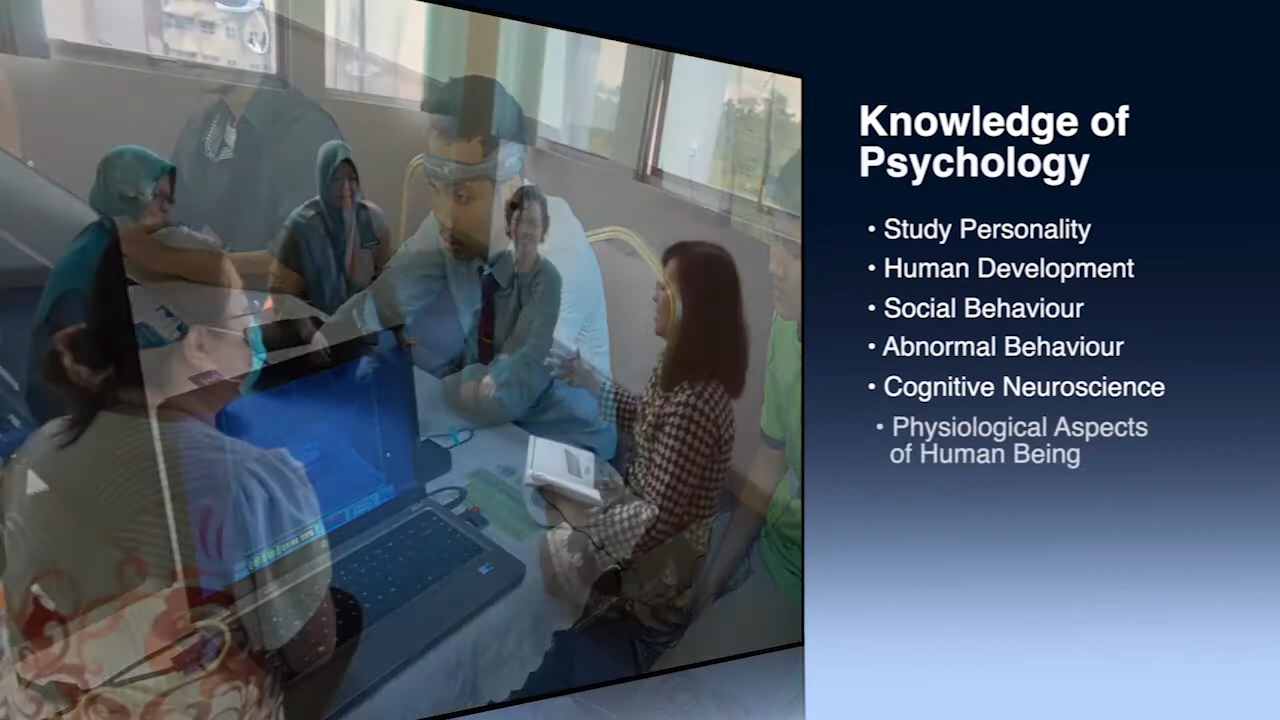 Knowledge of
Psychology
• Study Personality
• Human Development
• Social Behaviour
• Abnormal Behaviour
• Cognitive Neuroscience
• Physiological Aspects
of Human Being